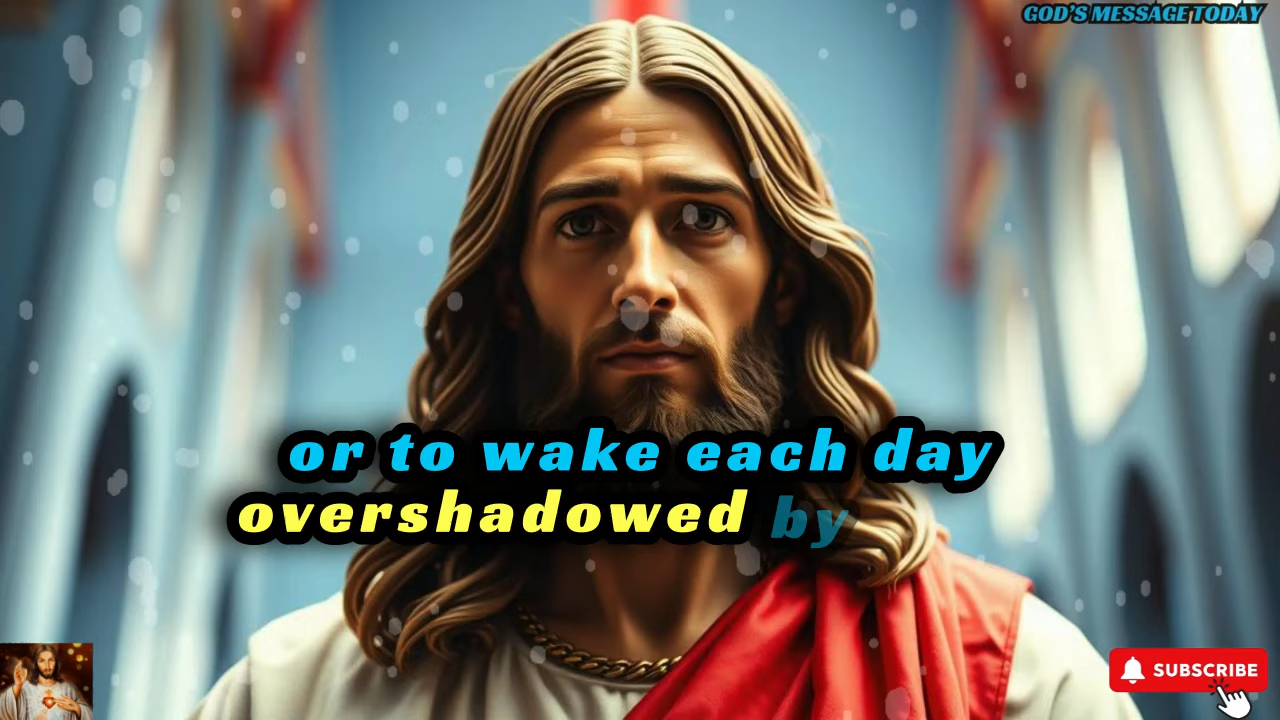 GOD'S MESSAGE TODAY
or to wake each day
overshadowed by
SUBSCRIBE